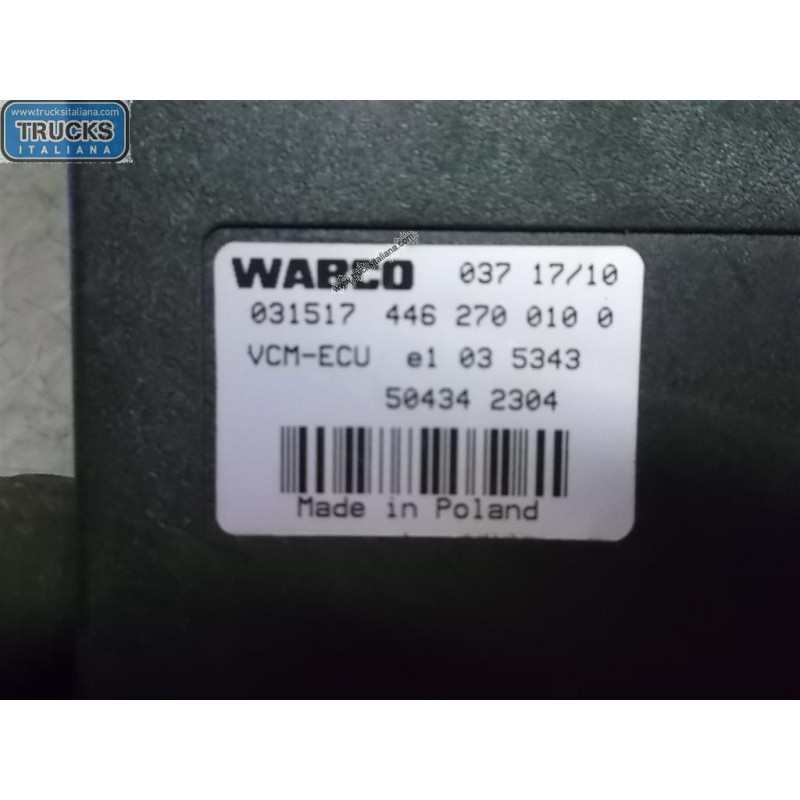 www.trucksitaliana.com
TRUCKS
ITALIANA
WABCO 037 17/10
031517 446 270 010 0
VCM-ECU e1 03 5343
50434 2304
Made in Poland